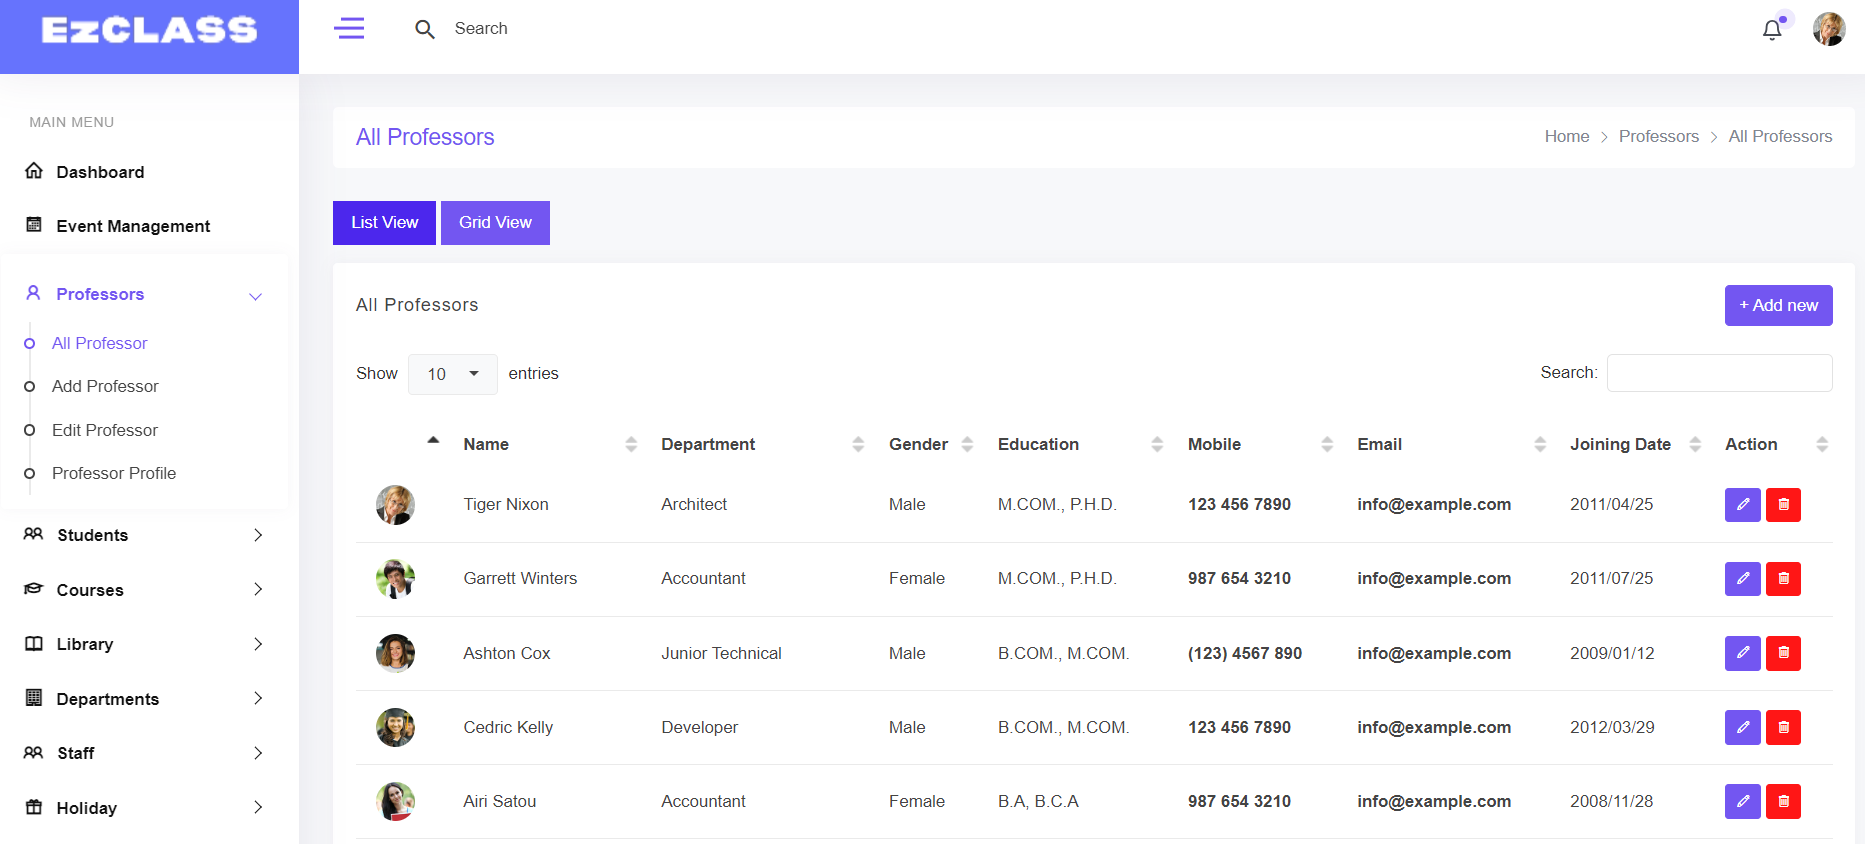 EzCLASS
Search
MAIN MENU
Dashboard
Event Management
Professors
All Professor
Add Professor
Edit Professor
Professor Profile
Students
Courses
Library
Departments
Staff
Holiday
All Professors
Home > Professors > All Professors
List View Grid View
All Professors
+ Add new
Show 10 entries
Search:
Name Department Gender Education Mobile Email Joining Date Action
Tiger Nixon Architect Male M.COM., P.H.D. 123 456 7890 info@example.com 2011/04/25
Garrett Winters Accountant Female M.COM., P.H.D. 987 654 3210 info@example.com 2011/07/25
Ashton Cox Junior Technical Male B.COM., M.COM. (123) 4567 890 info@example.com 2009/01/12
Cedric Kelly Developer Male B.COM., M.COM. 123 456 7890 info@example.com 2012/03/29
Airi Satou Accountant Female B.A, B.C.A 987 654 3210 info@example.com 2008/11/28